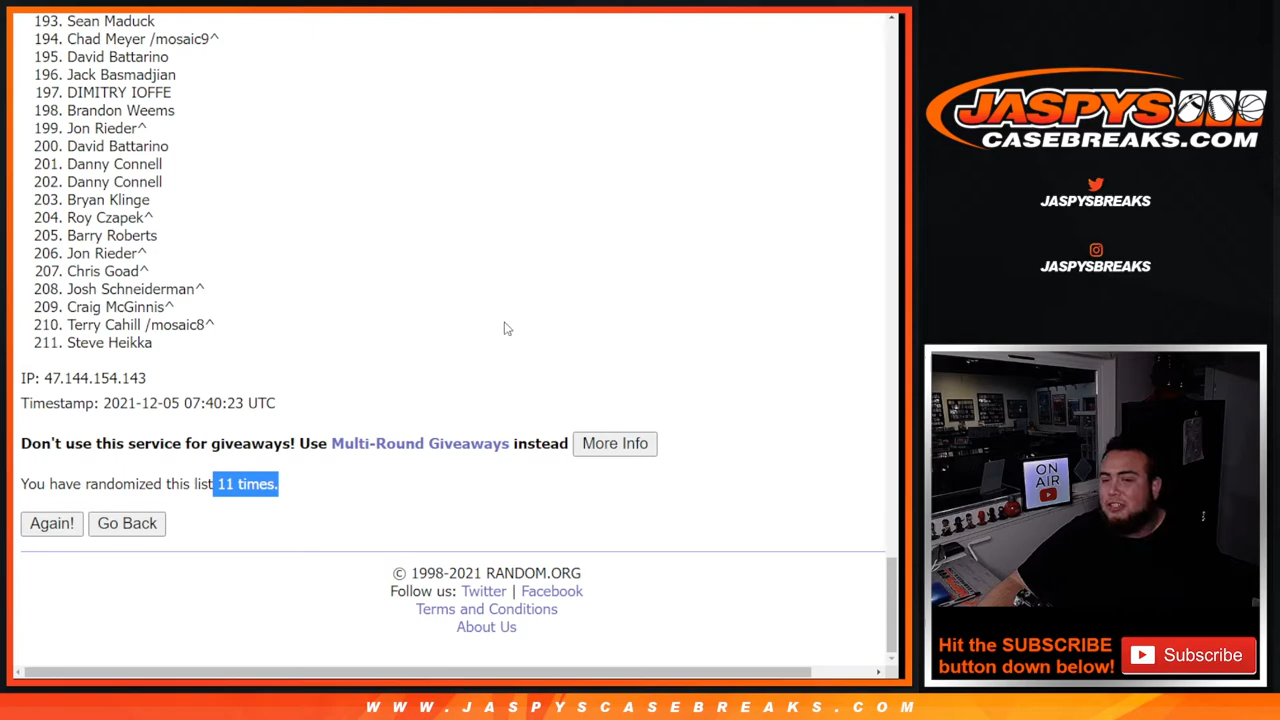 193. Sean Maduck
194. Chad Meyer /mosaic9^
195. David Battarino
196. Jack Basmadjian
197. DIMITRY IOFFE
198. Brandon Weems
199. Jon Rieder^
200. David Battarino
201. Danny Connell
202. Danny Connell
203. Bryan Klinge
204. Roy Czapek^
205. Barry Roberts
206. Jon Rieder^
207. Chris Goad^
208. Josh Schneiderman^
209. Craig McGinnis^
210. Terry Cahill /mosaic8^
211. Steve Heikka
IP: 47.144.154.143
Timestamp: 2021-12-05 07:40:23 UTC
Don't use this service for giveaways! Use Multi-Round Giveaways instead More Info
You have randomized this list 11 times.
Again! Go Back
© 1998-2021 RANDOM.ORG
Follow us: Twitter | Facebook
Terms and Conditions
About Us
JASPYS
CASEBREAKS.COM
JASPYSBREAKS
JASPYSBREAKS
ON
AIR
Hit the SUBSCRIBE
button down below!
Subscribe
WWW.JASPYSCASEBREAKS.COM